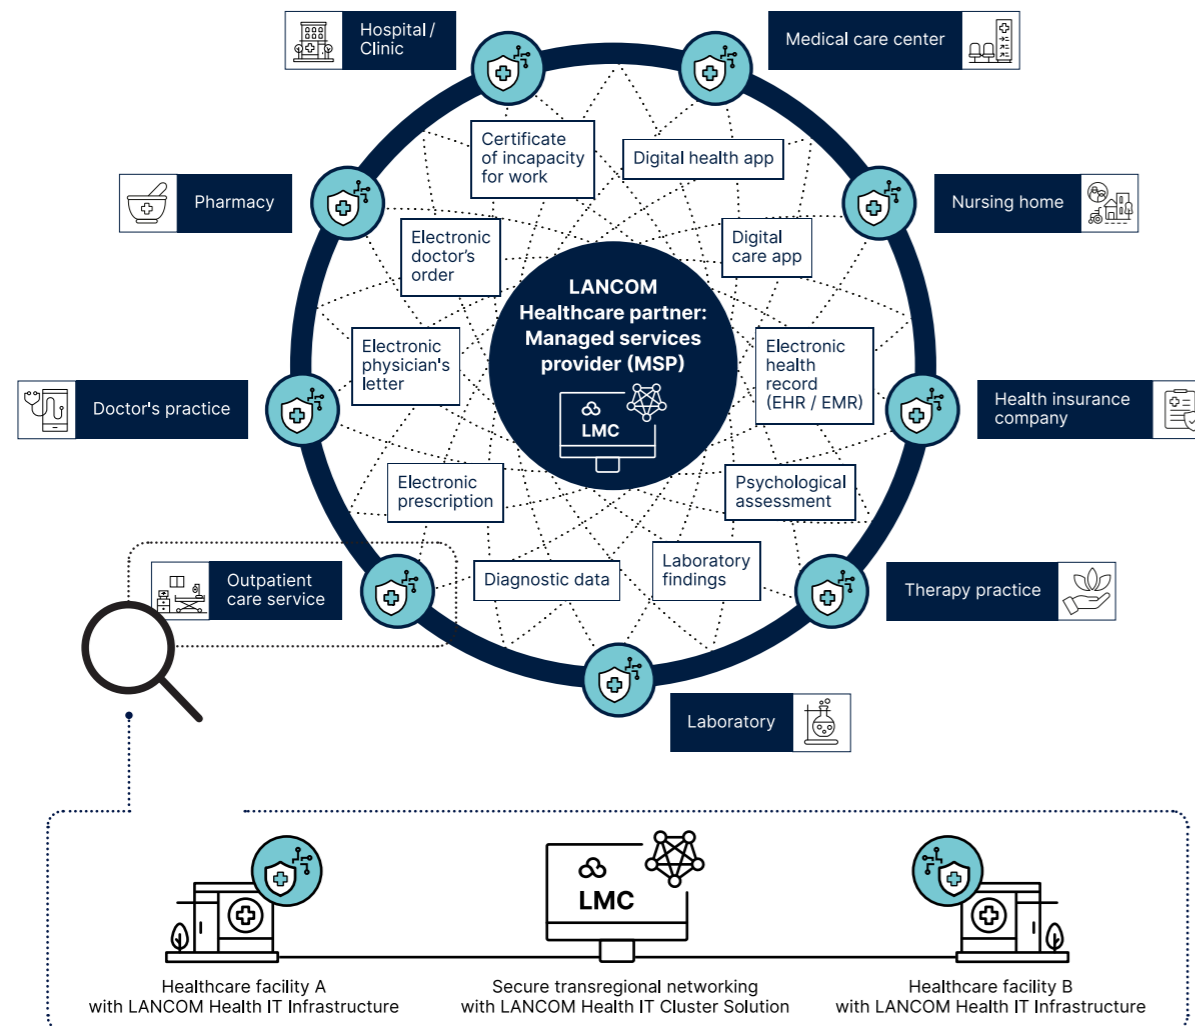 Hospital /
Clinic
Medical care center
Certificate
of incapacity
for work
Digital health app
Pharmacy
Nursing home
Electronic
doctor's
order
Digital
care app
LANCOM
Healthcare partner:
Managed services
provider (MSP)
LMC
Electronic
physician's
letter
Electronic
health
record
(EHR / EMR)
Doctor's practice
Health insurance
company
Electronic
prescription
Psychological
assessment
Outpatient
care service
Diagnostic data
Laboratory
findings
Therapy practice
Laboratory
LMC
Healthcare facility A
with LANCOM Health IT Infrastructure
Secure transregional networking
with LANCOM Health IT Cluster Solution
Healthcare facility B
with LANCOM Health IT Infrastructure